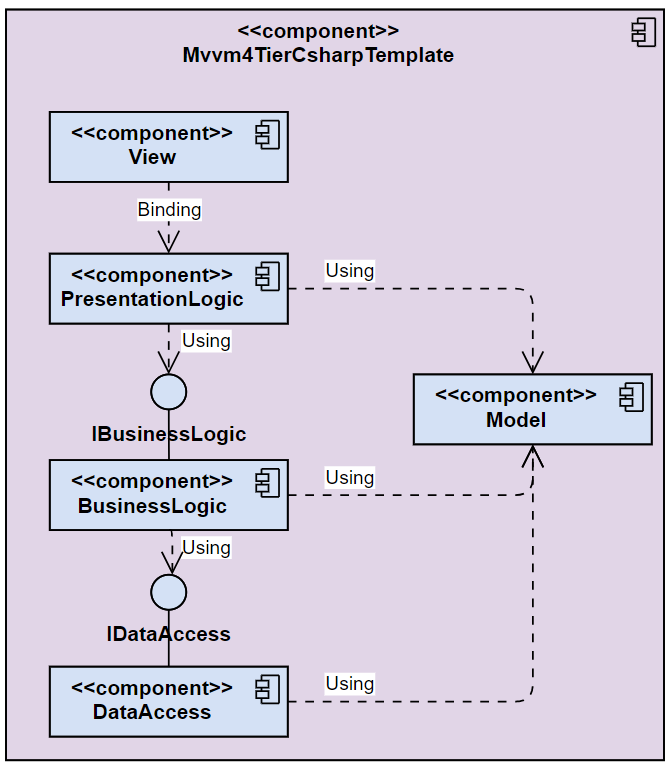 <<component>>
Mvvm4TierCsharpTemplate
<<component>>
View
Binding
<<component>>
PresentationLogic
Using
Using
IBusinessLogic
<<component>>
Model
<<component>>
BusinessLogic
Using
Using
IDataAccess
<<component>>
DataAccess
Using